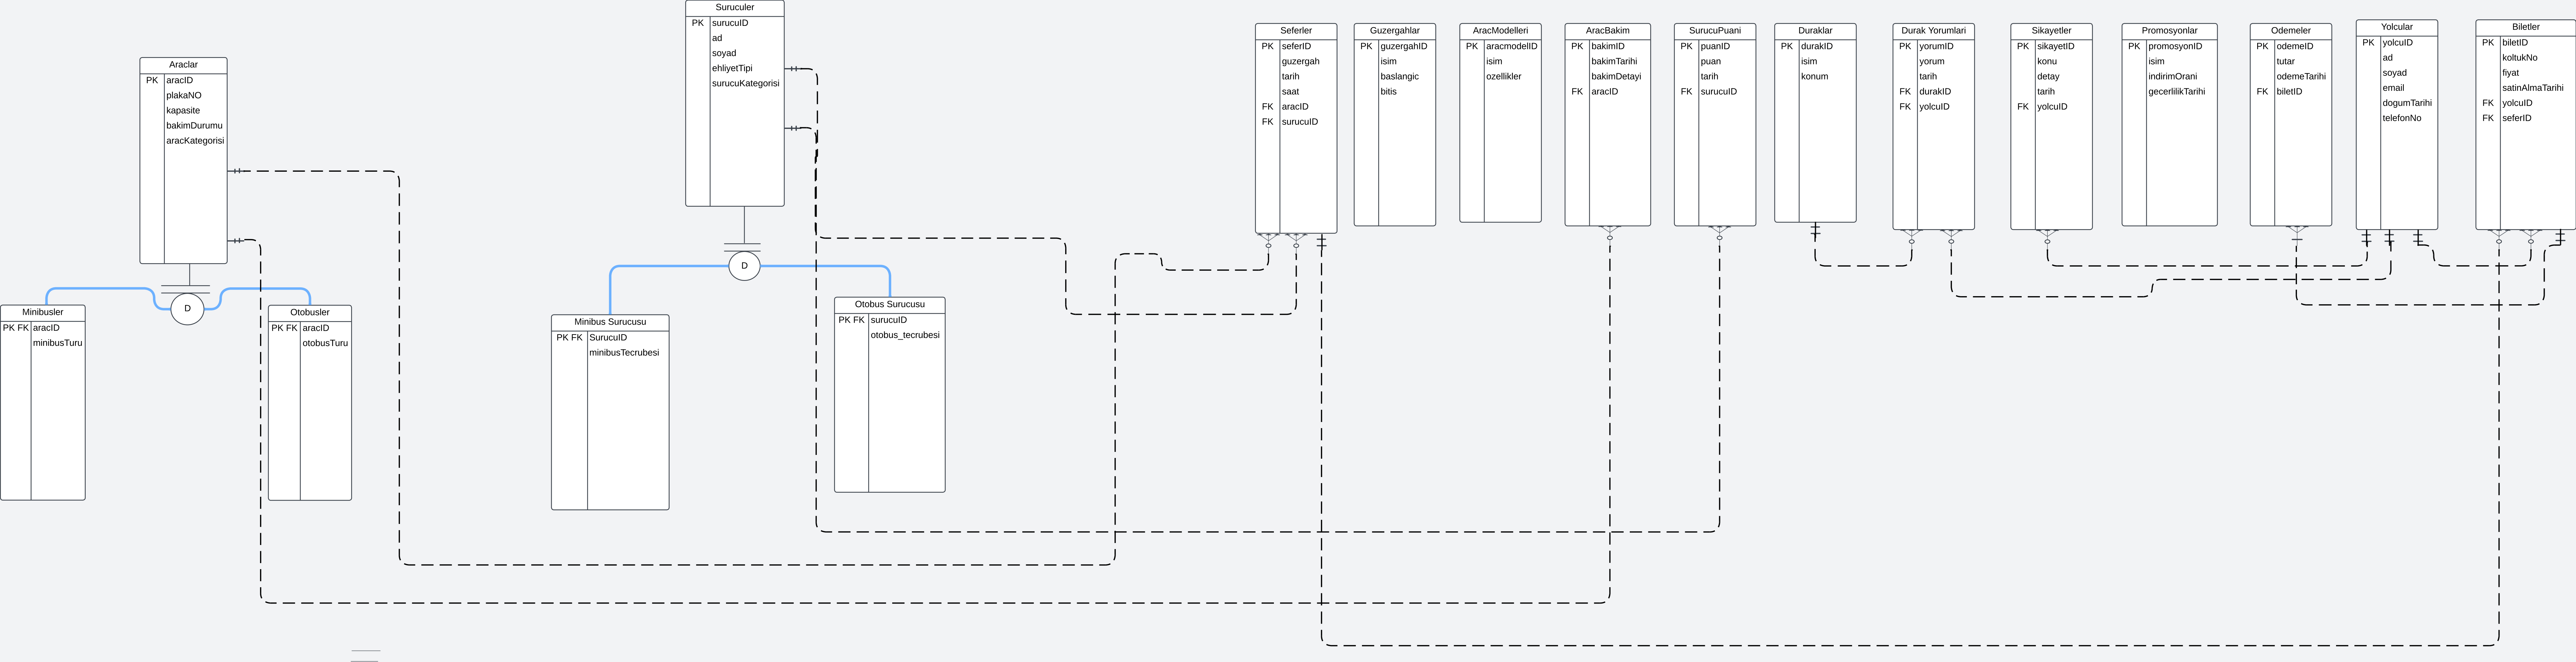 Suruculer
PK surucuID
ad
soyad
ehliyetTipi
surucuKategorisi
Araclar
PK aracID
plakaNO
kapasite
bakimDurumu
aracKategorisi
D
Minibusler
PK FK aracID
minibusTuru
Otobusler
PK FK aracID
otobusTuru
D
Minibus Surucusu
PK FK SurucuID
minibusTecrubesi
Otobus Surucusu
PK FK surucuID
otobus_tecrubesi
Seferler
PK seferID
guzergah
tarih
saat
FK aracID
FK surucuID
Guzergahlar
PK guzergahID
isim
baslangic
bitis
AracModelleri
PK aracmodelID
isim
ozellikler
AracBakim
PK bakimID
bakimTarihi
bakimDetayi
FK aracID
SurucuPuani
PK puanID
puan
tarih
FK surucuID
Duraklar
PK durakID
isim
konum
Durak Yorumlari
PK yorumID
yorum
tarih
FK durakID
FK yolcuID
Sikayetler
PK sikayetID
konu
detay
tarih
FK yolcuID
Promosyonlar
PK promosyonID
isim
indirimOrani
gecerlilikTarihi
Odemeler
PK odemeID
tutar
odemeTarihi
FK biletID
Yolcular
PK yolcuID
ad
soyad
email
dogumTarihi
telefonNo
Biletler
PK biletID
koltukNo
fiyat
satinAlmaTarihi
FK yolcuID
FK seferID